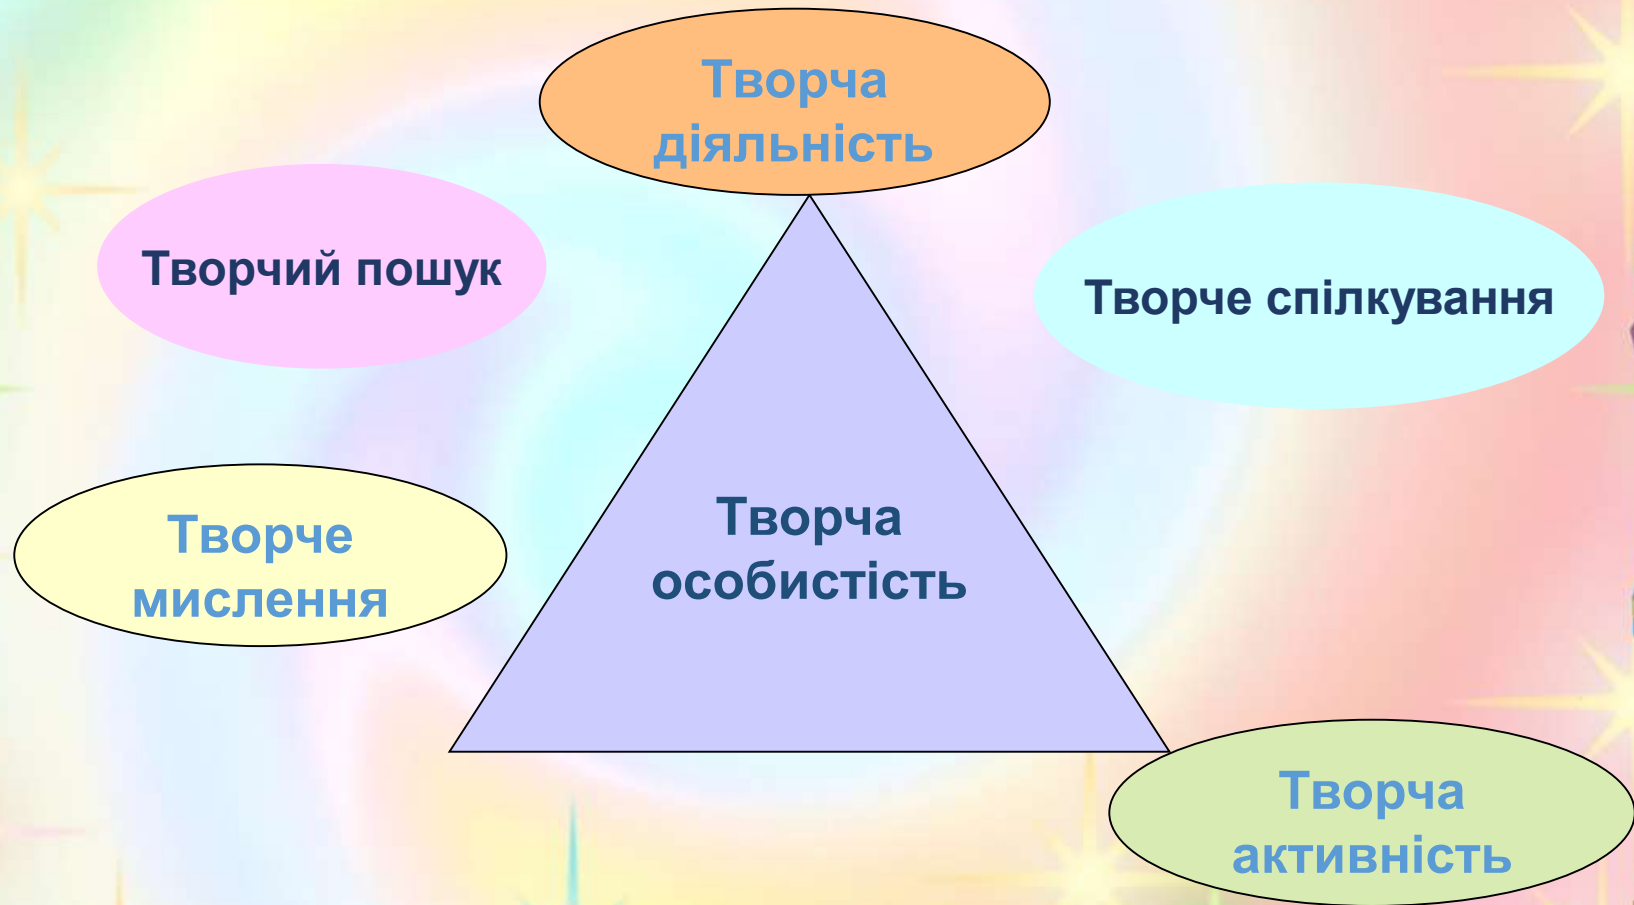 Творча
діяльність
Творчий пошук
Творче спілкування
Творче
мислення
Творча
особистість
Творча
активність